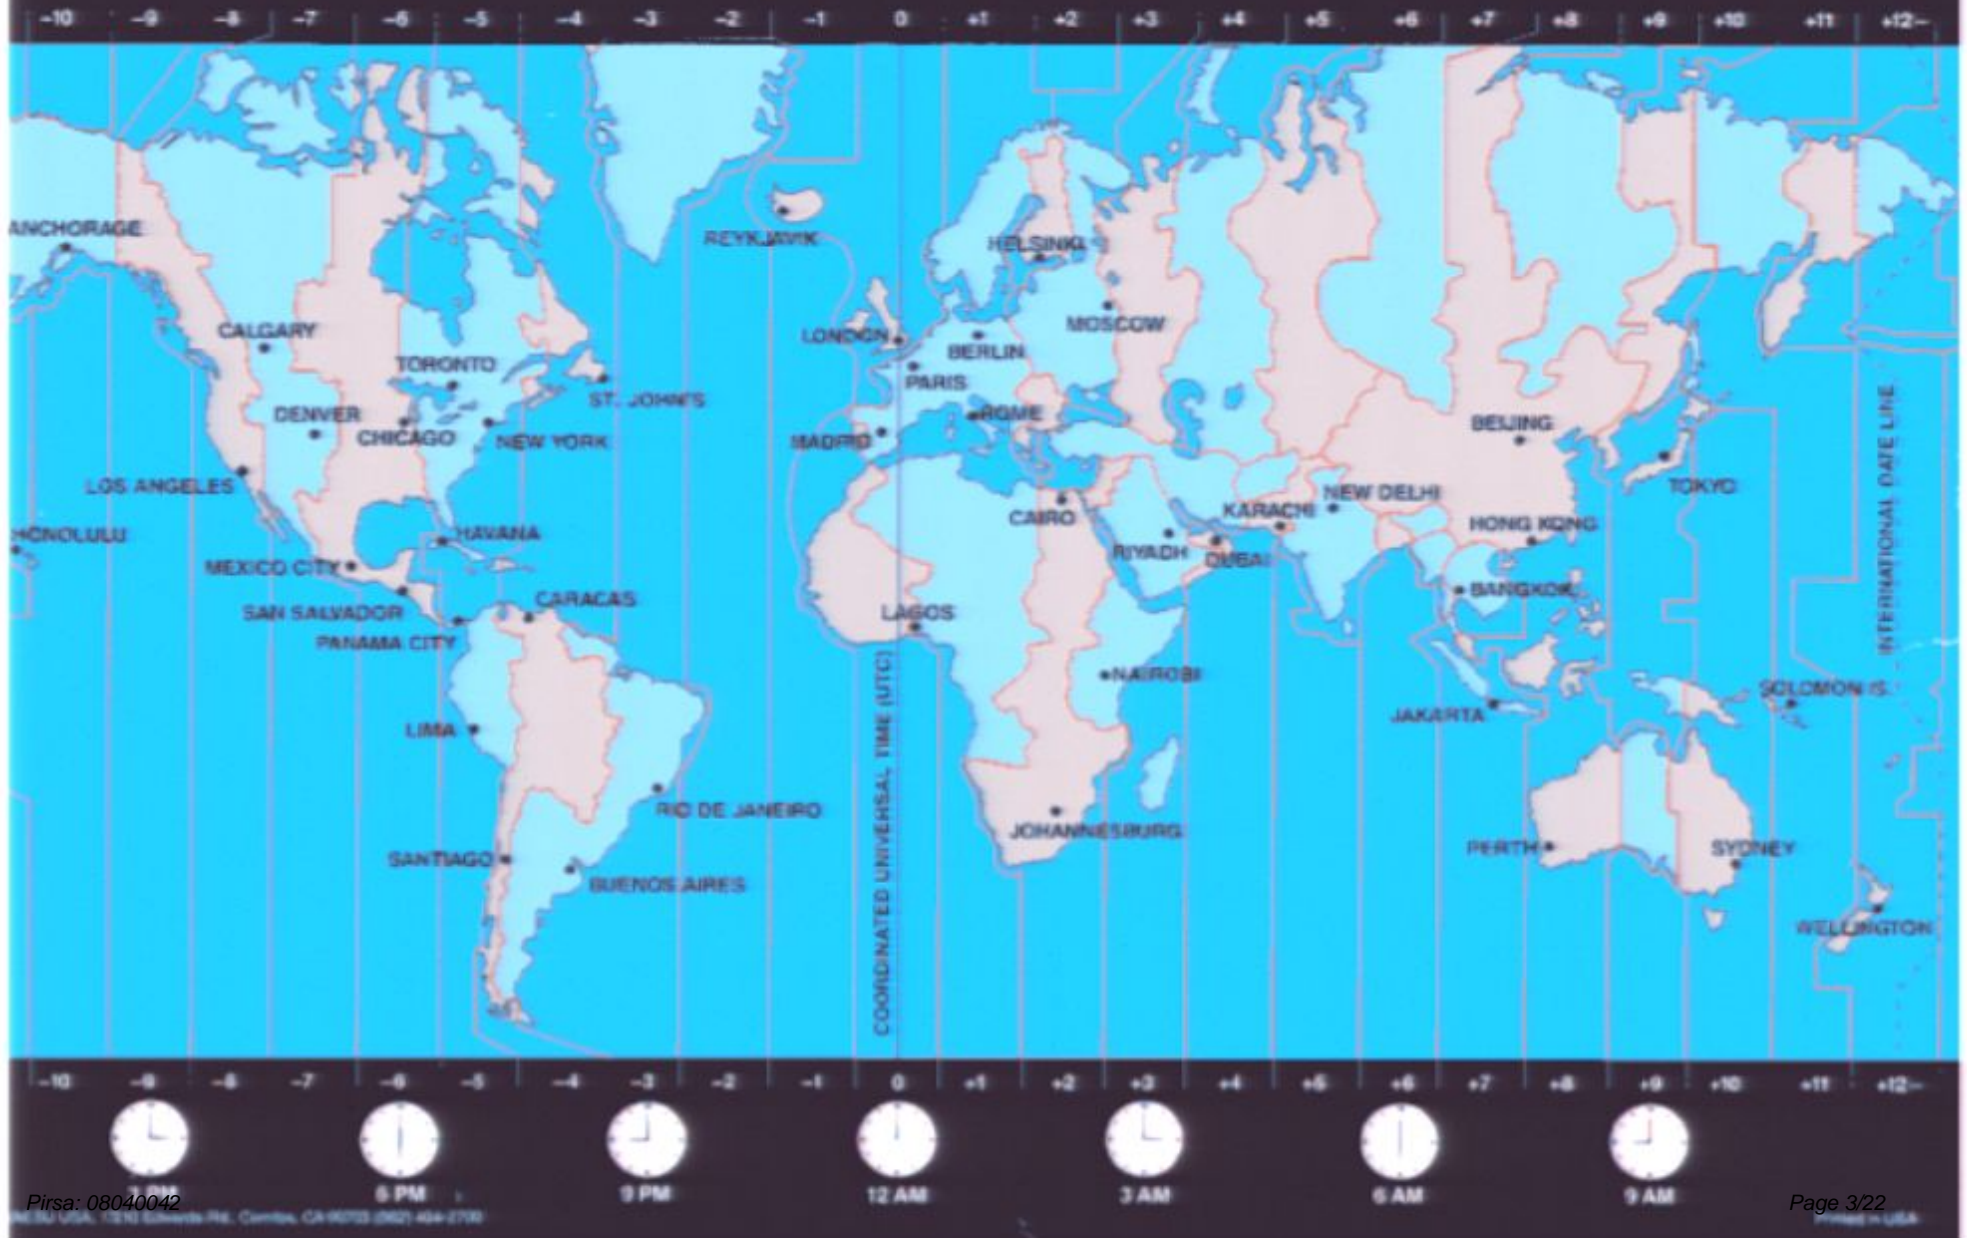 -10 -9 -8 -7 -6 -5 -4 -3 -2 -1 0 +1 +2 +3 +4 +5 +6 +7 +8 +9 +10 +11 +12-
ANCHORAGE
REYKJAVIK
HELSINKI
CALGARY
LONDON
MOSCOW
BERLIN
TORONTO
PARIS
ST. JOHN'S
DENVER
CHICAGO
NEW YORK
ROME
MADRID
BEIJING
LOS ANGELES
TOKYO
NEW DELHI
KARACHI
CAIRO
HONOLULU
HAVANA
HONG KONG
RIYADH
DUBAI
MEXICO CITY
BANGKOK
SAN SALVADOR
CARACAS
LAGOS
PANAMA CITY
INTERNATIONAL DATE LINE
NAIROBI
SOLOMON IS.
JAKARTA
LIMA
COORDINATED UNIVERSAL TIME (UTC)
RIO DE JANEIRO
JOHANNESBURG
PERTH
SYDNEY
SANTIAGO
BUENOS AIRES
WELLINGTON
-10 -9 -8 -7 -6 -5 -4 -3 -2 -1 0 +1 +2 +3 +4 +5 +6 +7 +8 +9 +10 +11 +12-
3 PM 6 PM 9 PM 12 AM 3 AM 6 AM 9 AM
Pirsa: 08040042
Page 3/22
Printed in USA